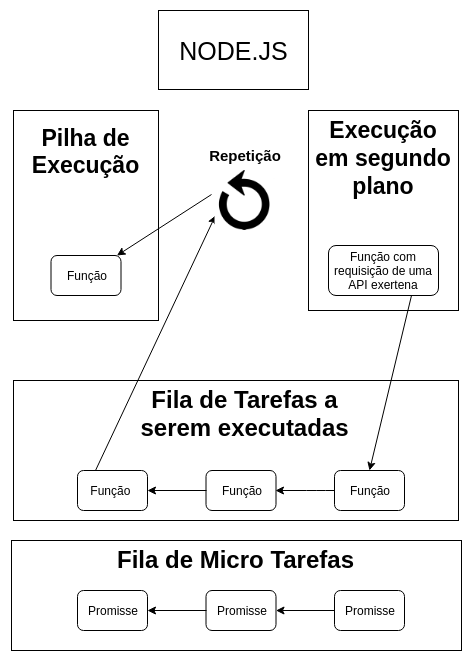 NODE.JS
Pilha de
Execução
Função
Repetição
Execução
em segundo
plano
Função com
requisição de uma
API exertena
Fila de Tarefas a
serem executadas
Função
Função
Função
Fila de Micro Tarefas
Promisse
Promisse
Promisse